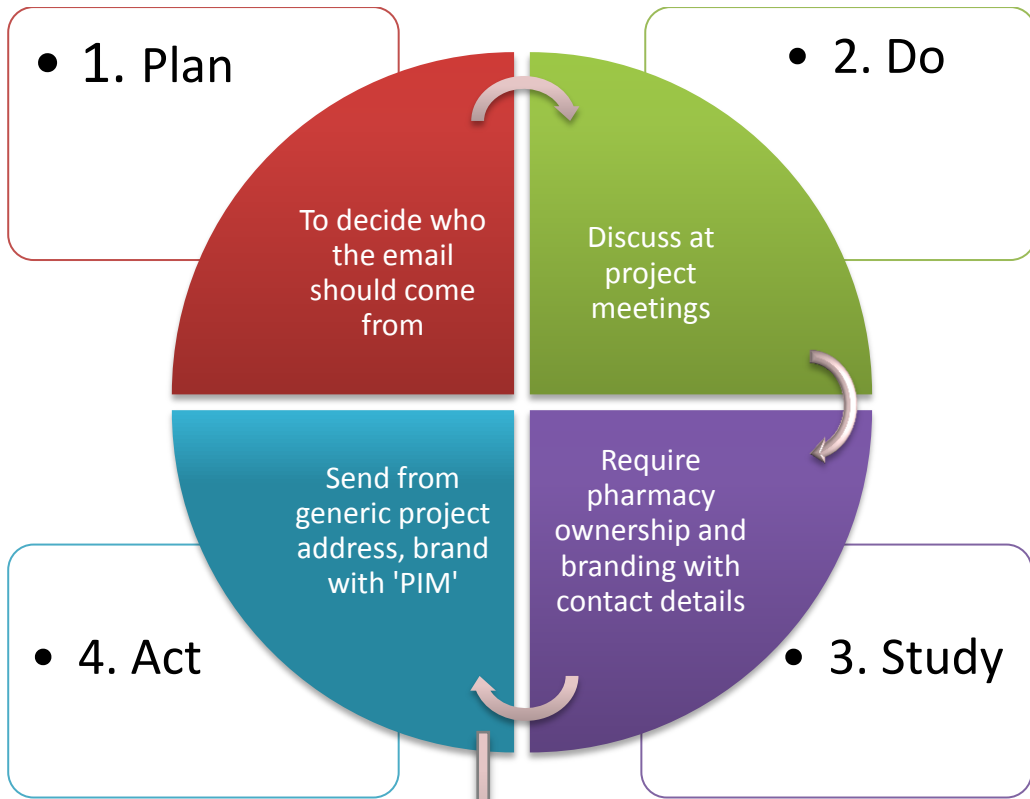 • 1. Plan
• 2. Do
To decide who
the email
should come
from
Discuss at
project
meetings
Require
pharmacy
ownership and
branding with
contact details
Send from
generic project
address, brand
with 'PIM'
• 3. Study
• 4. Act